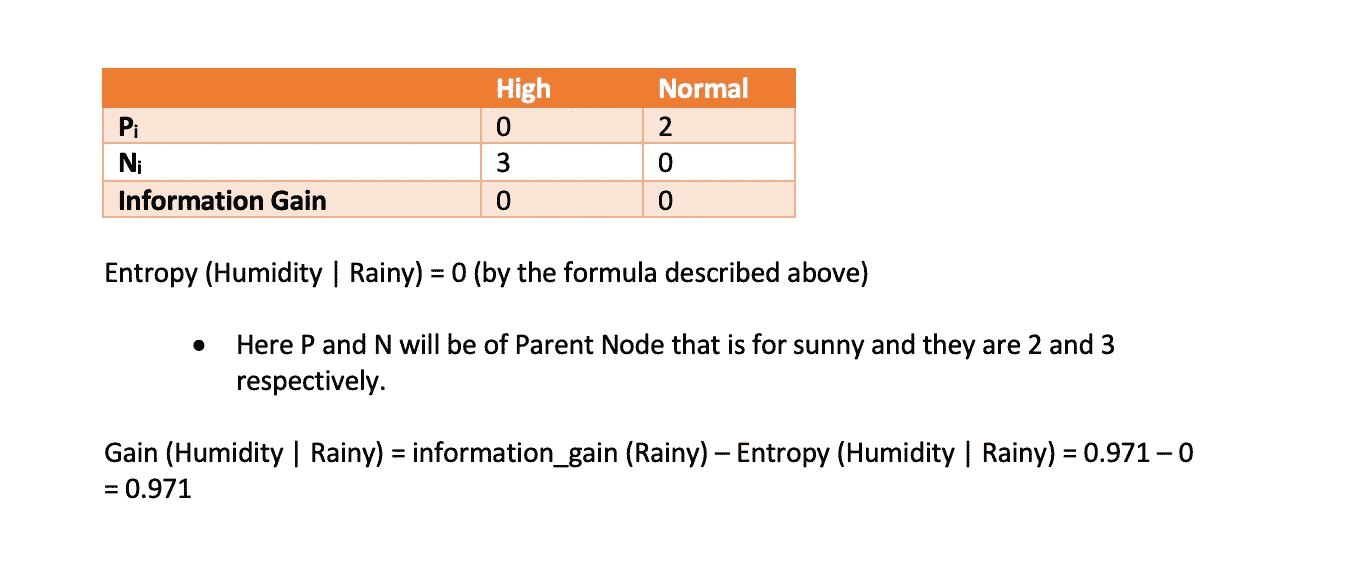 High Normal
Pi 0 2
Ni 3 0
Information Gain 0 0
Entropy (Humidity | Rainy) = 0 (by the formula described above)
• Here P and N will be of Parent Node that is for sunny and they are 2 and 3
respectively.
Gain (Humidity | Rainy) = information_gain (Rainy) – Entropy (Humidity | Rainy) = 0.971 – 0
= 0.971